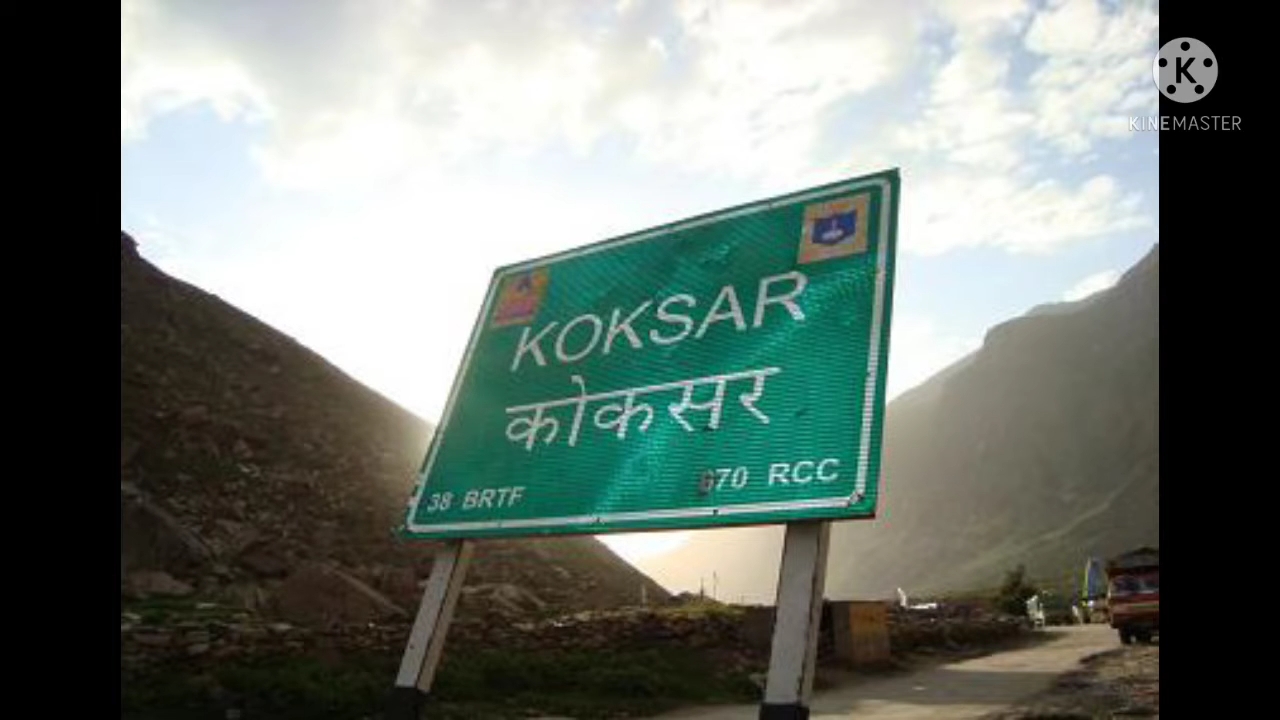 KINEMASTER
KOKSAR
कोकसर
38 BRTF
70 RCC